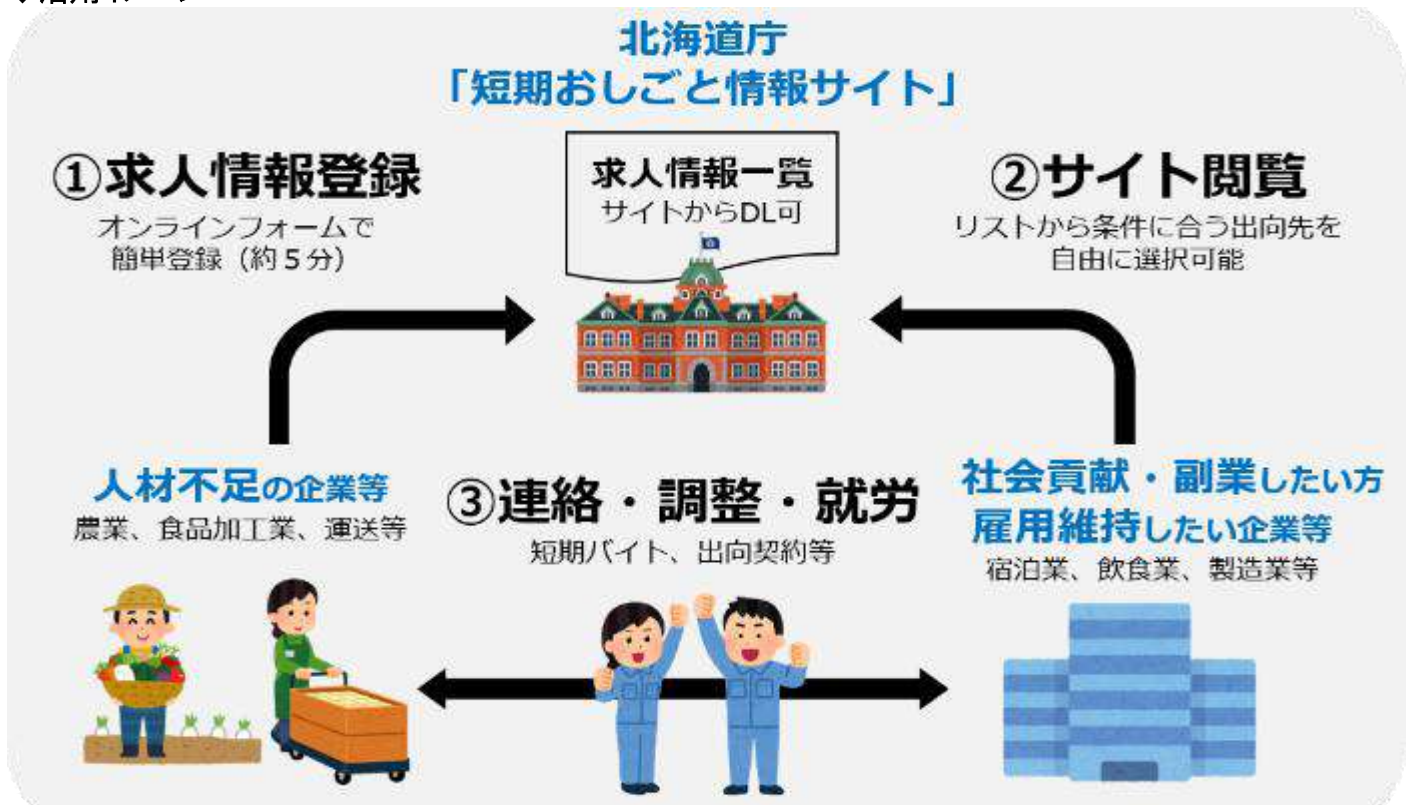 北海道庁
「短期おしごと情報サイト」
①求人情報登録
オンラインフォームで
簡単登録（約５分）
求人情報一覧
サイトからDL可
②サイト閲覧
リストから条件に合う出向先を
自由に選択可能
人材不足の企業等
農業、食品加工業、運送等
③連絡・調整・就労
短期バイト、出向契約等
社会貢献・副業したい方
雇用維持したい企業等
宿泊業、飲食業、製造業等